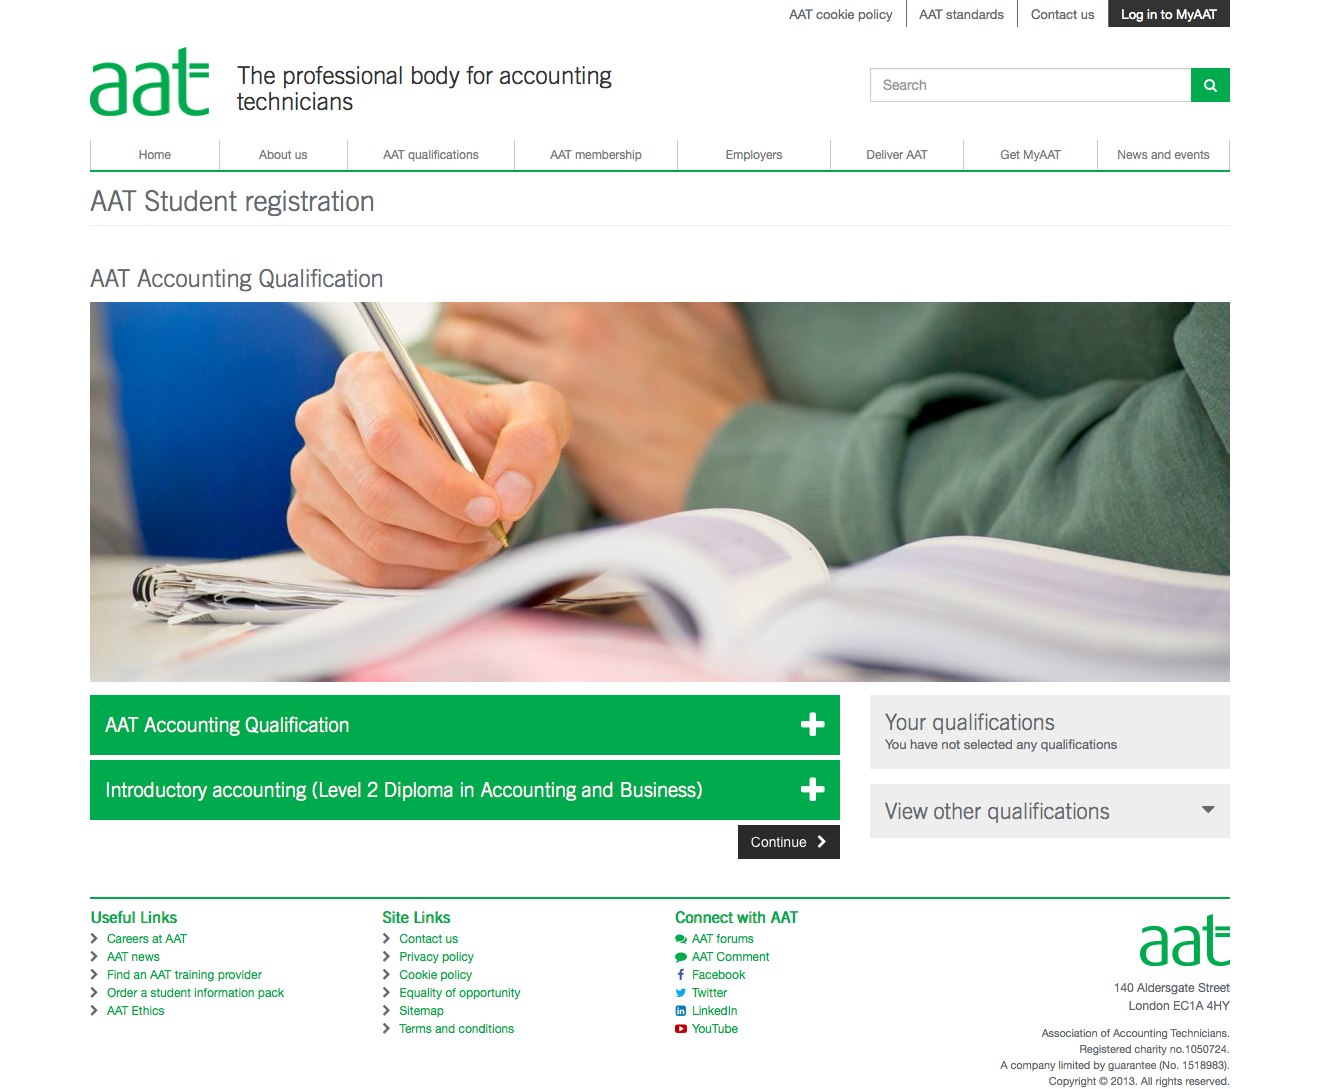 AAT cookie policy
AAT standards
Contact us
Log in to MyAAT
aat
The professional body for accounting
technicians
Search
Home
About us
AAT qualifications
AAT membership
Employers
Deliver AAT
Get MyAAT
News and events
AAT Student registration
AAT Accounting Qualification
AAT Accounting Qualification
Introductory accounting (Level 2 Diploma in Accounting and Business)
Continue
Your qualifications
You have not selected any qualifications
View other qualifications
Useful Links
Careers at AAT
AAT news
Find an AAT training provider
Order a student information pack
AAT Ethics
Site Links
Contact us
Privacy policy
Cookie policy
Equality of opportunity
Sitemap
Terms and conditions
Connect with AAT
AAT forums
AAT Comment
Facebook
Twitter
LinkedIn
YouTube
aat
140 Aldersgate Street
London EC1A 4HY
Association of Accounting Technicians.
Registered charity no.1050724.
A company limited by guarantee (No. 1518983).
Copyright © 2013. All rights reserved.